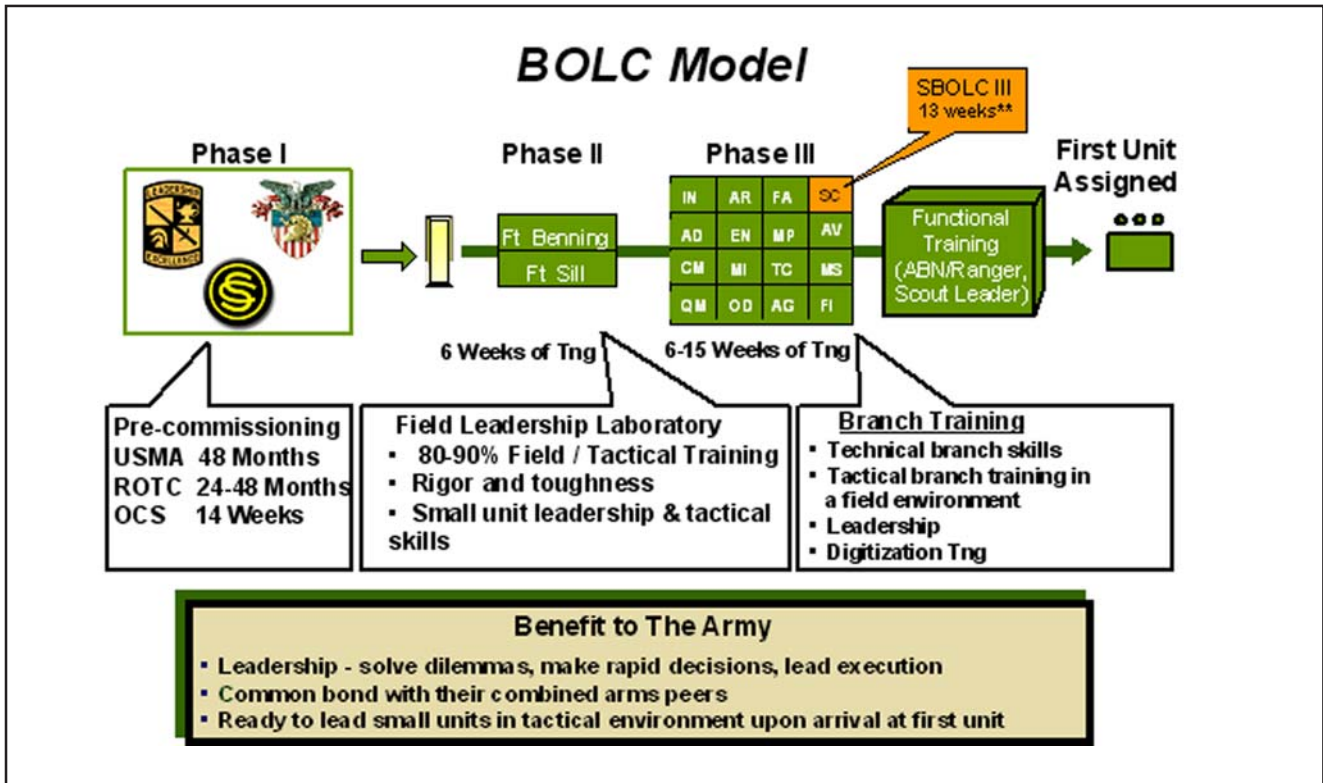 BOLC Model
SBOLC III
13 weeks**
Phase I
Phase II
Phase III
First Unit
Assigned
LEADERSHIP
EXCELLENCE
OCS
Ft Benning
Ft Sill
IN AR FA SC
AD EN MP AV
CM MI TC MS
QM OD AG FI
Functional
Training
(ABN/Ranger,
Scout Leader)
6 Weeks of Tng
6-15 Weeks of Tng
Pre-commissioning
USMA 48 Months
ROTC 24-48 Months
OCS 14 Weeks
Field Leadership Laboratory
▪ 80-90% Field / Tactical Training
▪ Rigor and toughness
▪ Small unit leadership & tactical
skills
Branch Training
▪ Technical branch skills
▪ Tactical branch training in
a field environment
▪ Leadership
▪ Digitization Tng
Benefit to The Army
▪ Leadership - solve dilemmas, make rapid decisions, lead execution
▪ Common bond with their combined arms peers
▪ Ready to lead small units in tactical environment upon arrival at first unit